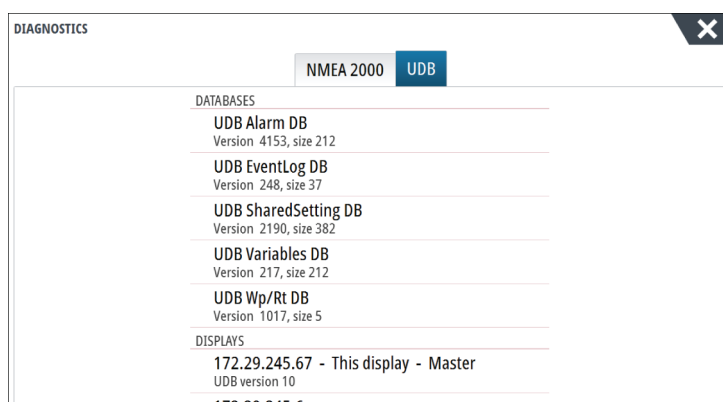 DIAGNOSTICS
NMEA 2000
UDB
DATABASES
UDB Alarm DB
Version 4153, size 212
UDB EventLog DB
Version 248, size 37
UDB SharedSetting DB
Version 2190, size 382
UDB Variables DB
Version 217, size 212
UDB Wp/Rt DB
Version 1017, size 5
DISPLAYS
172.29.245.67 - This display - Master
UDB version 10